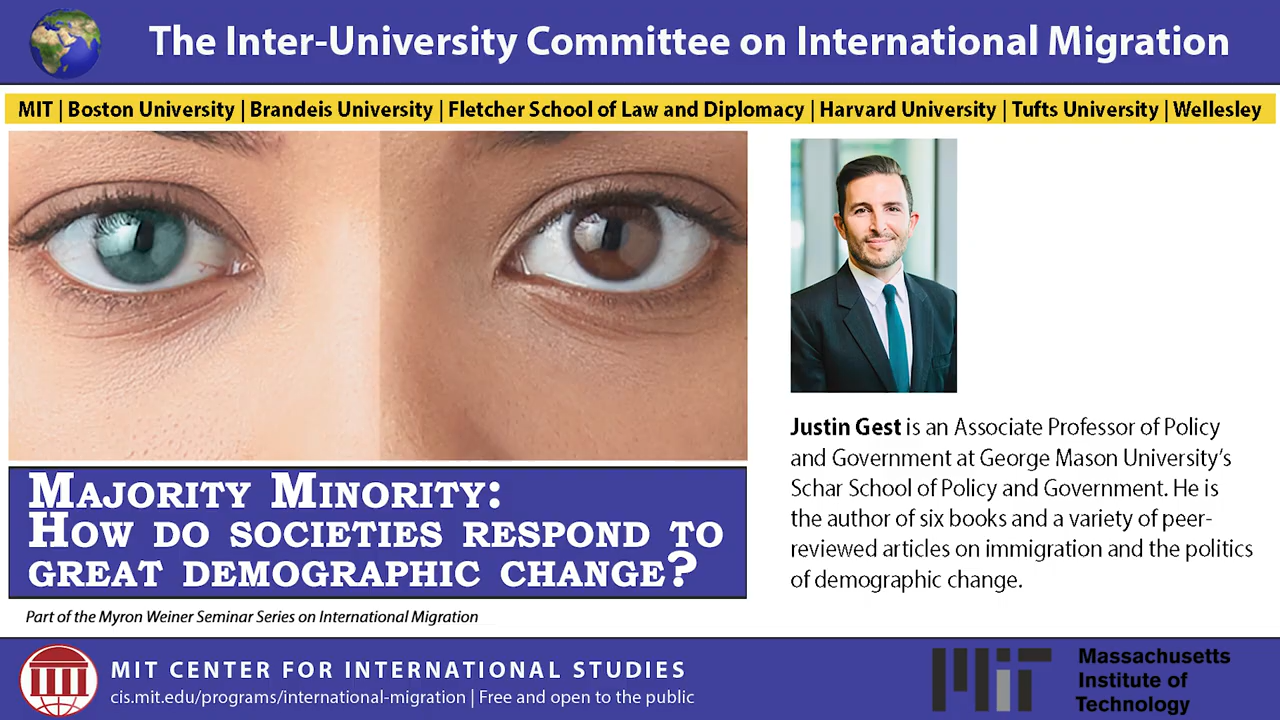 The Inter-University Committee on International Migration
MIT | Boston University | Brandeis University | Fletcher School of Law and Diplomacy | Harvard University | Tufts University | Wellesley
MAJORITY MINORITY:
HOW DO SOCIETIES RESPOND TO
GREAT DEMOGRAPHIC CHANGE?
Part of the Myron Weiner Seminar Series on International Migration
Justin Gest is an Associate Professor of Policy
and Government at George Mason University's
Schar School of Policy and Government. He is
the author of six books and a variety of peer-
reviewed articles on immigration and the politics
of demographic change.
MIT CENTER FOR INTERNATIONAL STUDIES
cis.mit.edu/programs/international-migration | Free and open to the public
MIT
Massachusetts
Institute of
Technology